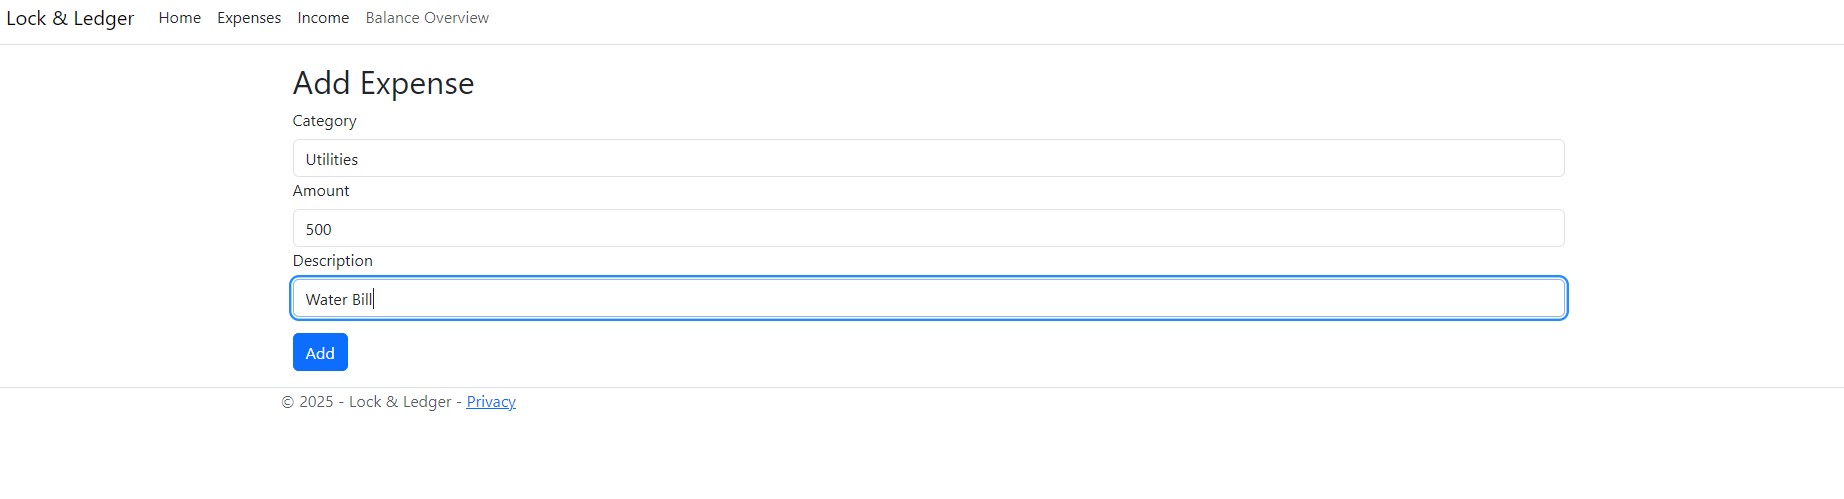 Lock & Ledger Home Expenses Income Balance Overview
Add Expense
Category
Utilities
Amount
500
Description
Water Bill
Add
© 2025 - Lock & Ledger - Privacy